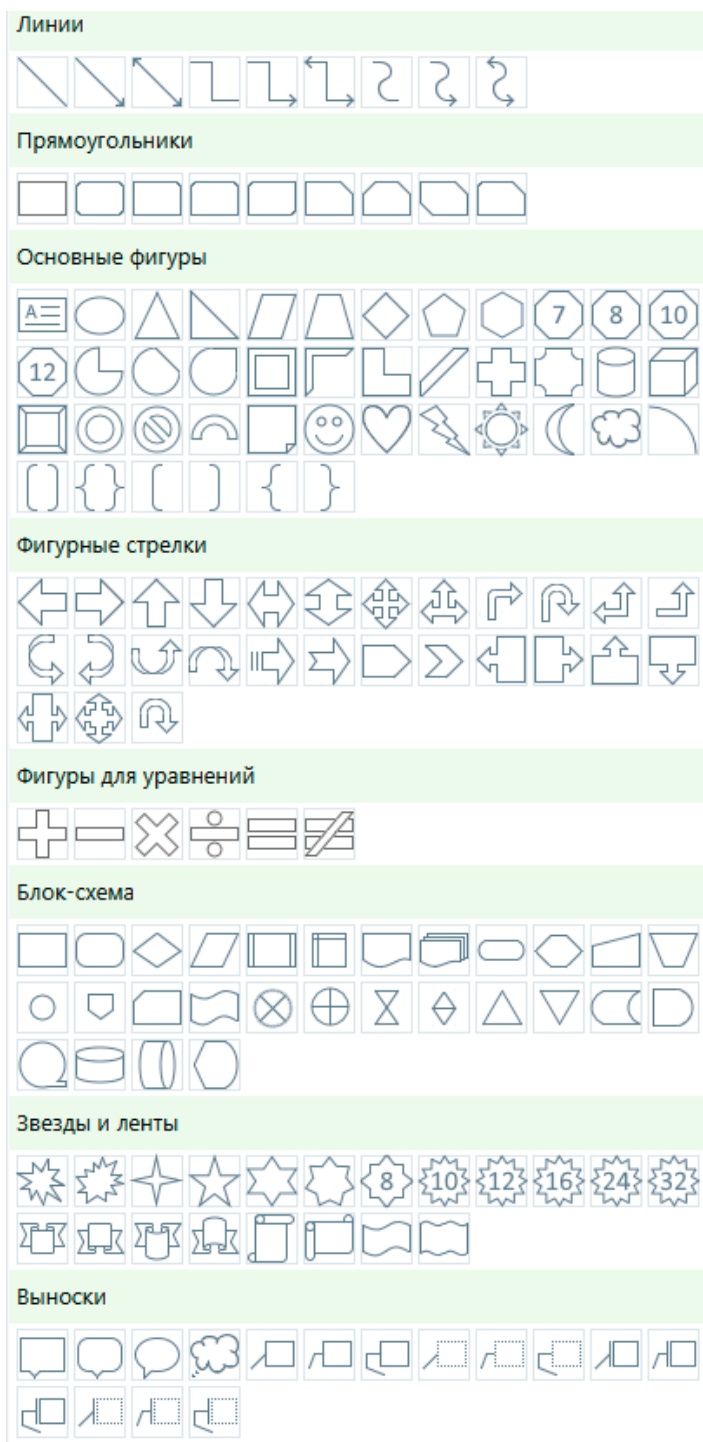 Линии
Прямоугольники
Основные фигуры
A 7 8 10
12
Фигурные стрелки
Фигуры для уравнений
Блок-схема
Звезды и ленты
8 10 12 16 24 32
Выноски